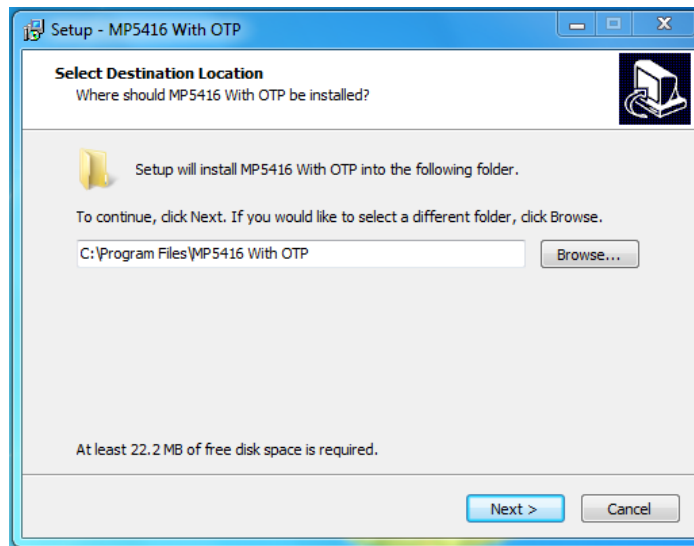 Setup - MP5416 With OTP
Select Destination Location
Where should MP5416 With OTP be installed?
Setup will install MP5416 With OTP into the following folder.
To continue, click Next. If you would like to select a different folder, click Browse.
C:\Program Files\MP5416 With OTP
Browse...
At least 22.2 MB of free disk space is required.
Next >
Cancel